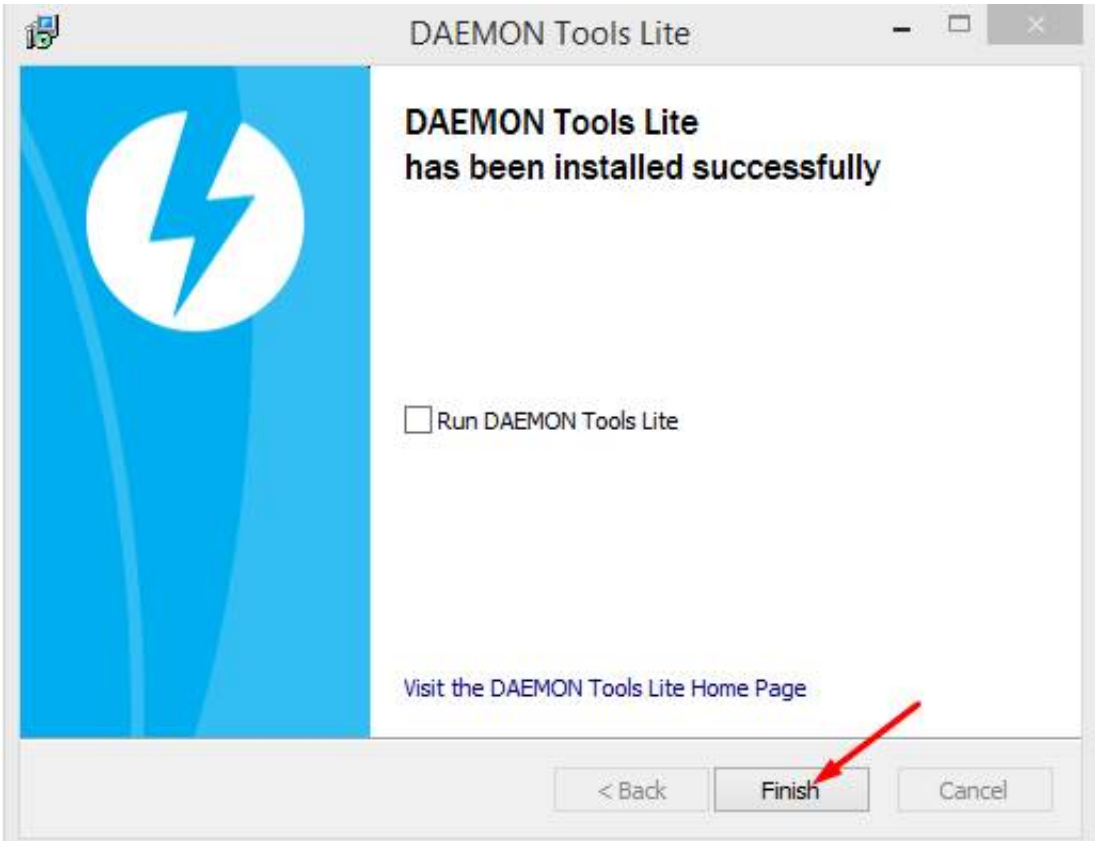 DAEMON Tools Lite
DAEMON Tools Lite
has been installed successfully
Run DAEMON Tools Lite
Visit the DAEMON Tools Lite Home Page
< Back
Finish
Cancel